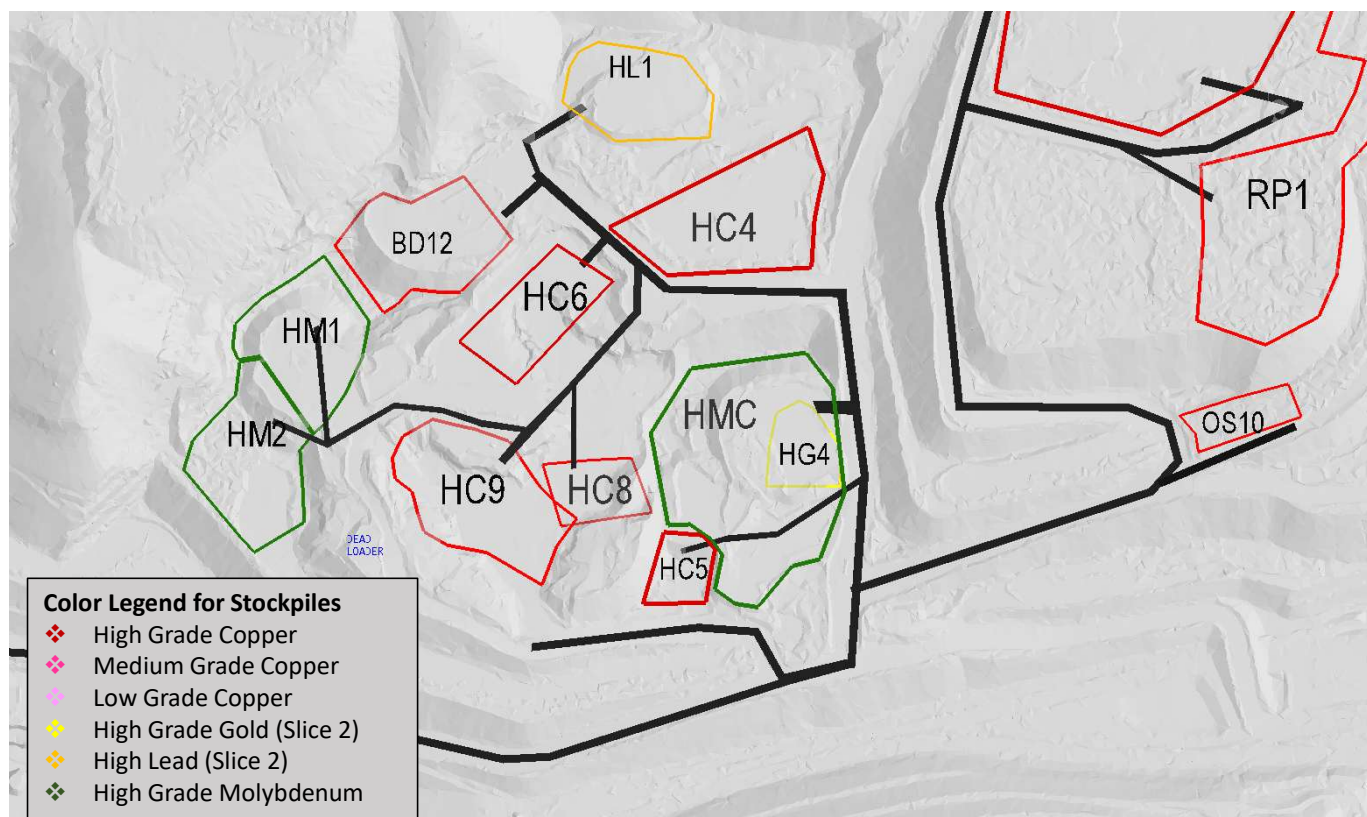 HL1
HC4
RP1
BD12
HC6
HM1
HMC
OS10
HM2
HG4
HC9
HC8
DEAD
LOADER
HC5
Color Legend for Stockpiles
High Grade Copper
Medium Grade Copper
Low Grade Copper
High Grade Gold (Slice 2)
High Lead (Slice 2)
High Grade Molybdenum